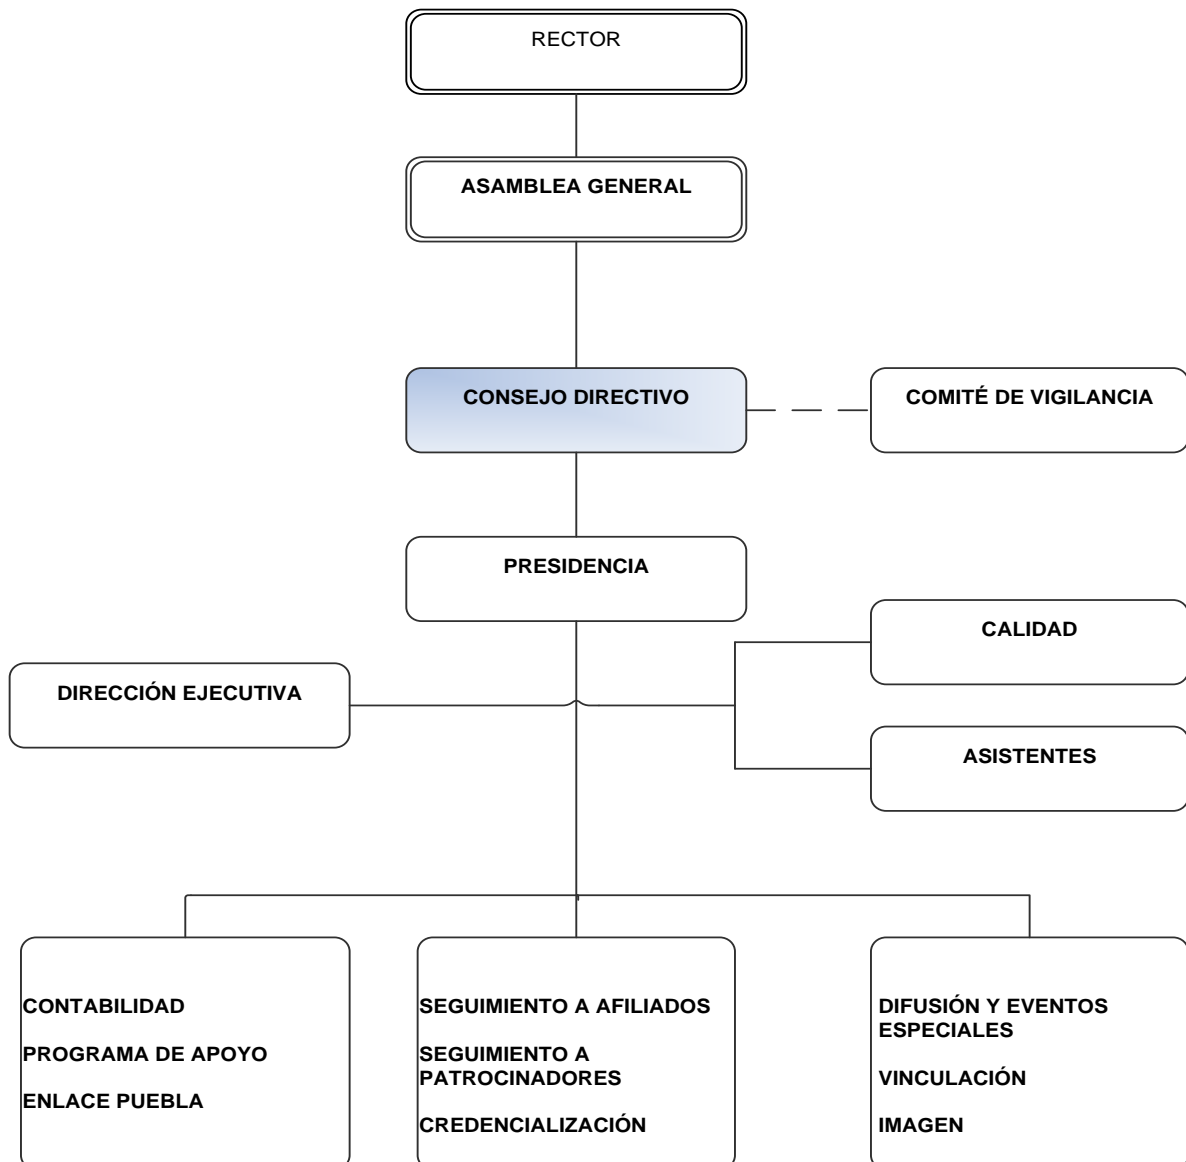 RECTOR
ASAMBLEA GENERAL
CONSEJO DIRECTIVO
COMITÉ DE VIGILANCIA
PRESIDENCIA
CALIDAD
DIRECCIÓN EJECUTIVA
ASISTENTES
CONTABILIDAD
PROGRAMA DE APOYO
ENLACE PUEBLA
SEGUIMIENTO A AFILIADOS
SEGUIMIENTO A
PATROCINADORES
CREDENCIALIZACIÓN
DIFUSIÓN Y EVENTOS
ESPECIALES
VINCULACIÓN
IMAGEN